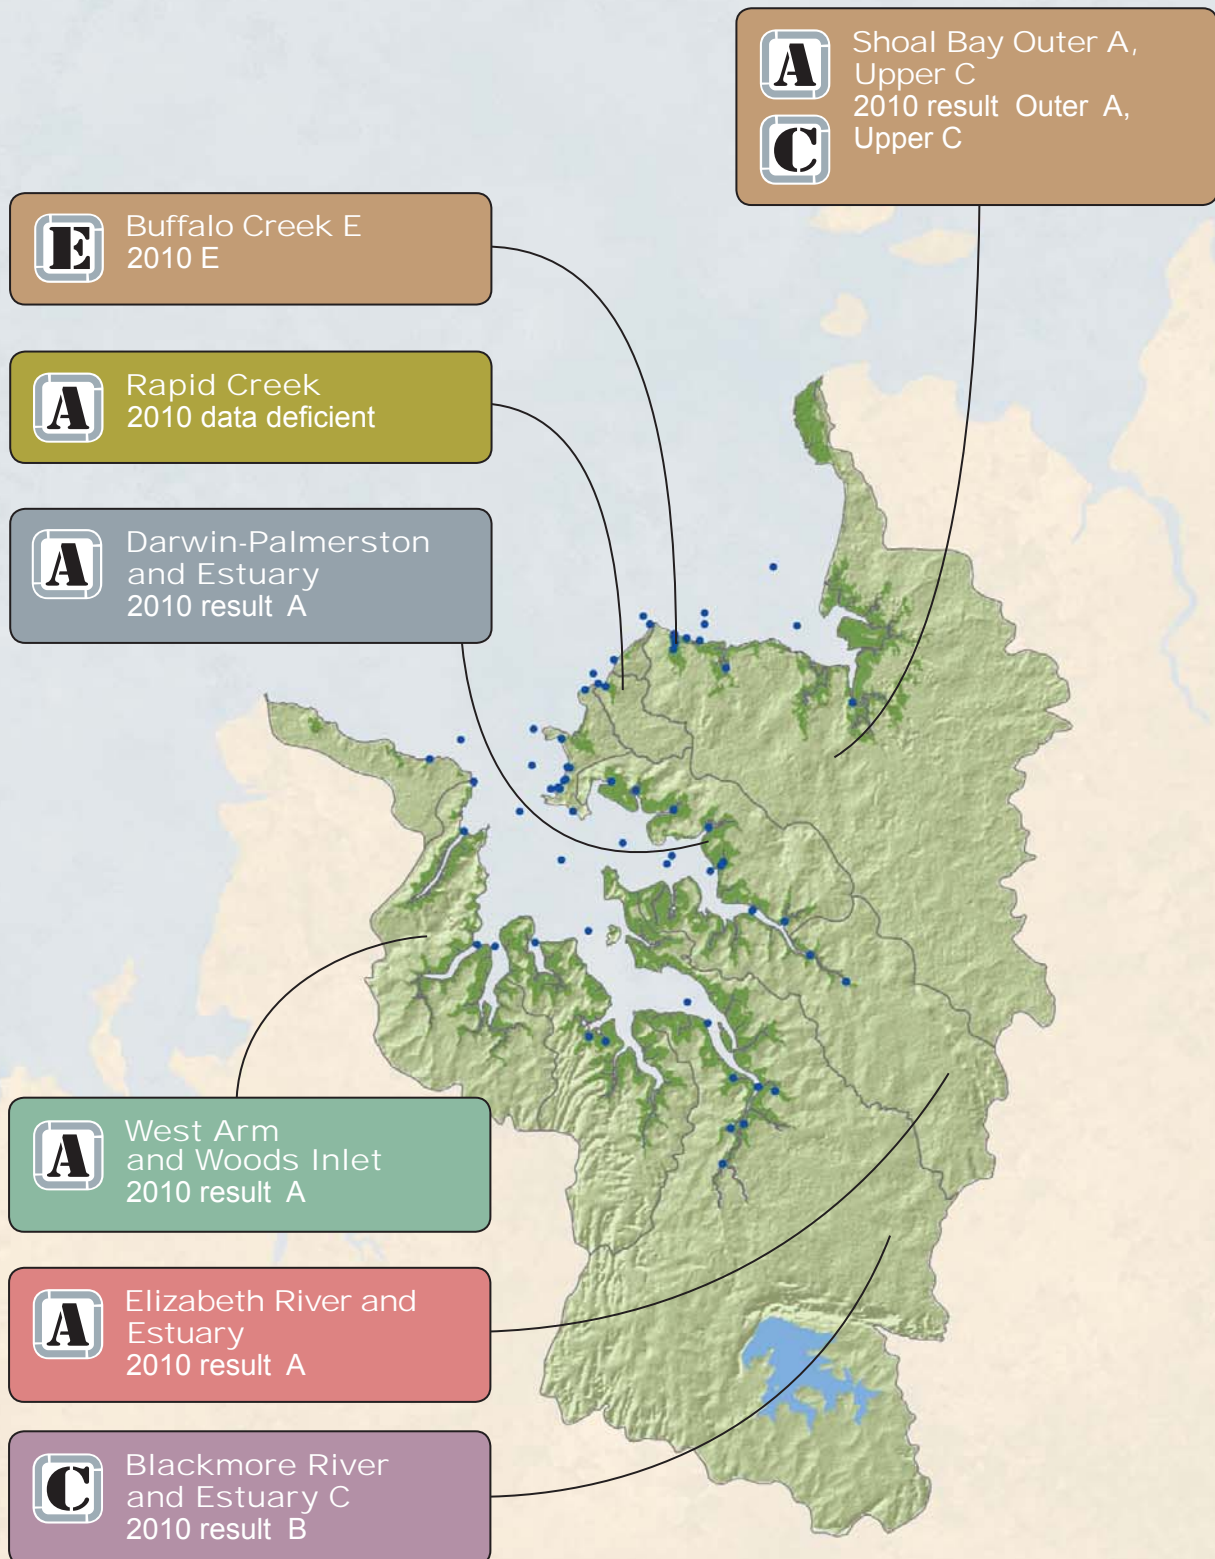 A
C
Shoal Bay Outer A,
Upper C
2010 result Outer A,
Upper C
E
Buffalo Creek E
2010 E
A
Rapid Creek
2010 data deficient
A
Darwin-Palmerston
and Estuary
2010 result A
A
West Arm
and Woods Inlet
2010 result A
A
Elizabeth River and
Estuary
2010 result A
C
Blackmore River
and Estuary C
2010 result B